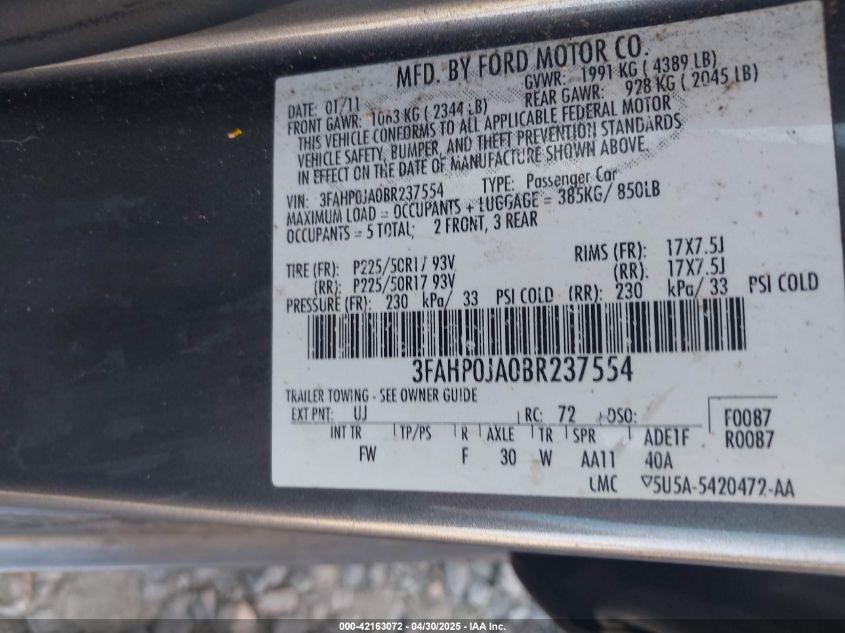 MFD. BY FORD MOTOR CO.
DATE: 01/11 GVWR: 1991 KG ( 4389 LB)
FRONT GAWR: 1063 KG ( 2344 LB) REAR GAWR: 928 KG ( 2045 LB)
THIS VEHICLE CONFORMS TO ALL APPLICABLE FEDERAL MOTOR
VEHICLE SAFETY, BUMPER, AND THEFT PREVENTION STANDARDS
IN EFFECT ON THE DATE OF MANUFACTURE SHOWN ABOVE.
VIN: 3FAHP0JA0BR237554 TYPE: Passenger Car
MAXIMUM LOAD = OCCUPANTS + LUGGAGE = 385KG/ 850LB
OCCUPANTS = 5 TOTAL; 2 FRONT, 3 REAR
TIRE (FR): P225/50R17 93V RIMS (FR): 17X7.5J
(RR): P225/50R17 93V (RR): 17X7.5J
PRESSURE (FR): 230 kPa/ 33 PSI COLD (RR): 230 kPa/ 33 PSI COLD
3FAHP0JA0BR237554
TRAILER TOWING - SEE OWNER GUIDE
EXT PNT: UJ RC: 72 DSO: F0087
INT TR TP/PS R AXLE TR SPR ADE1F R0087
FW F 30 W AA11 40A
LMC 5U5A-5420472-AA
000-42163072 - 04/30/2025 - IAA Inc.